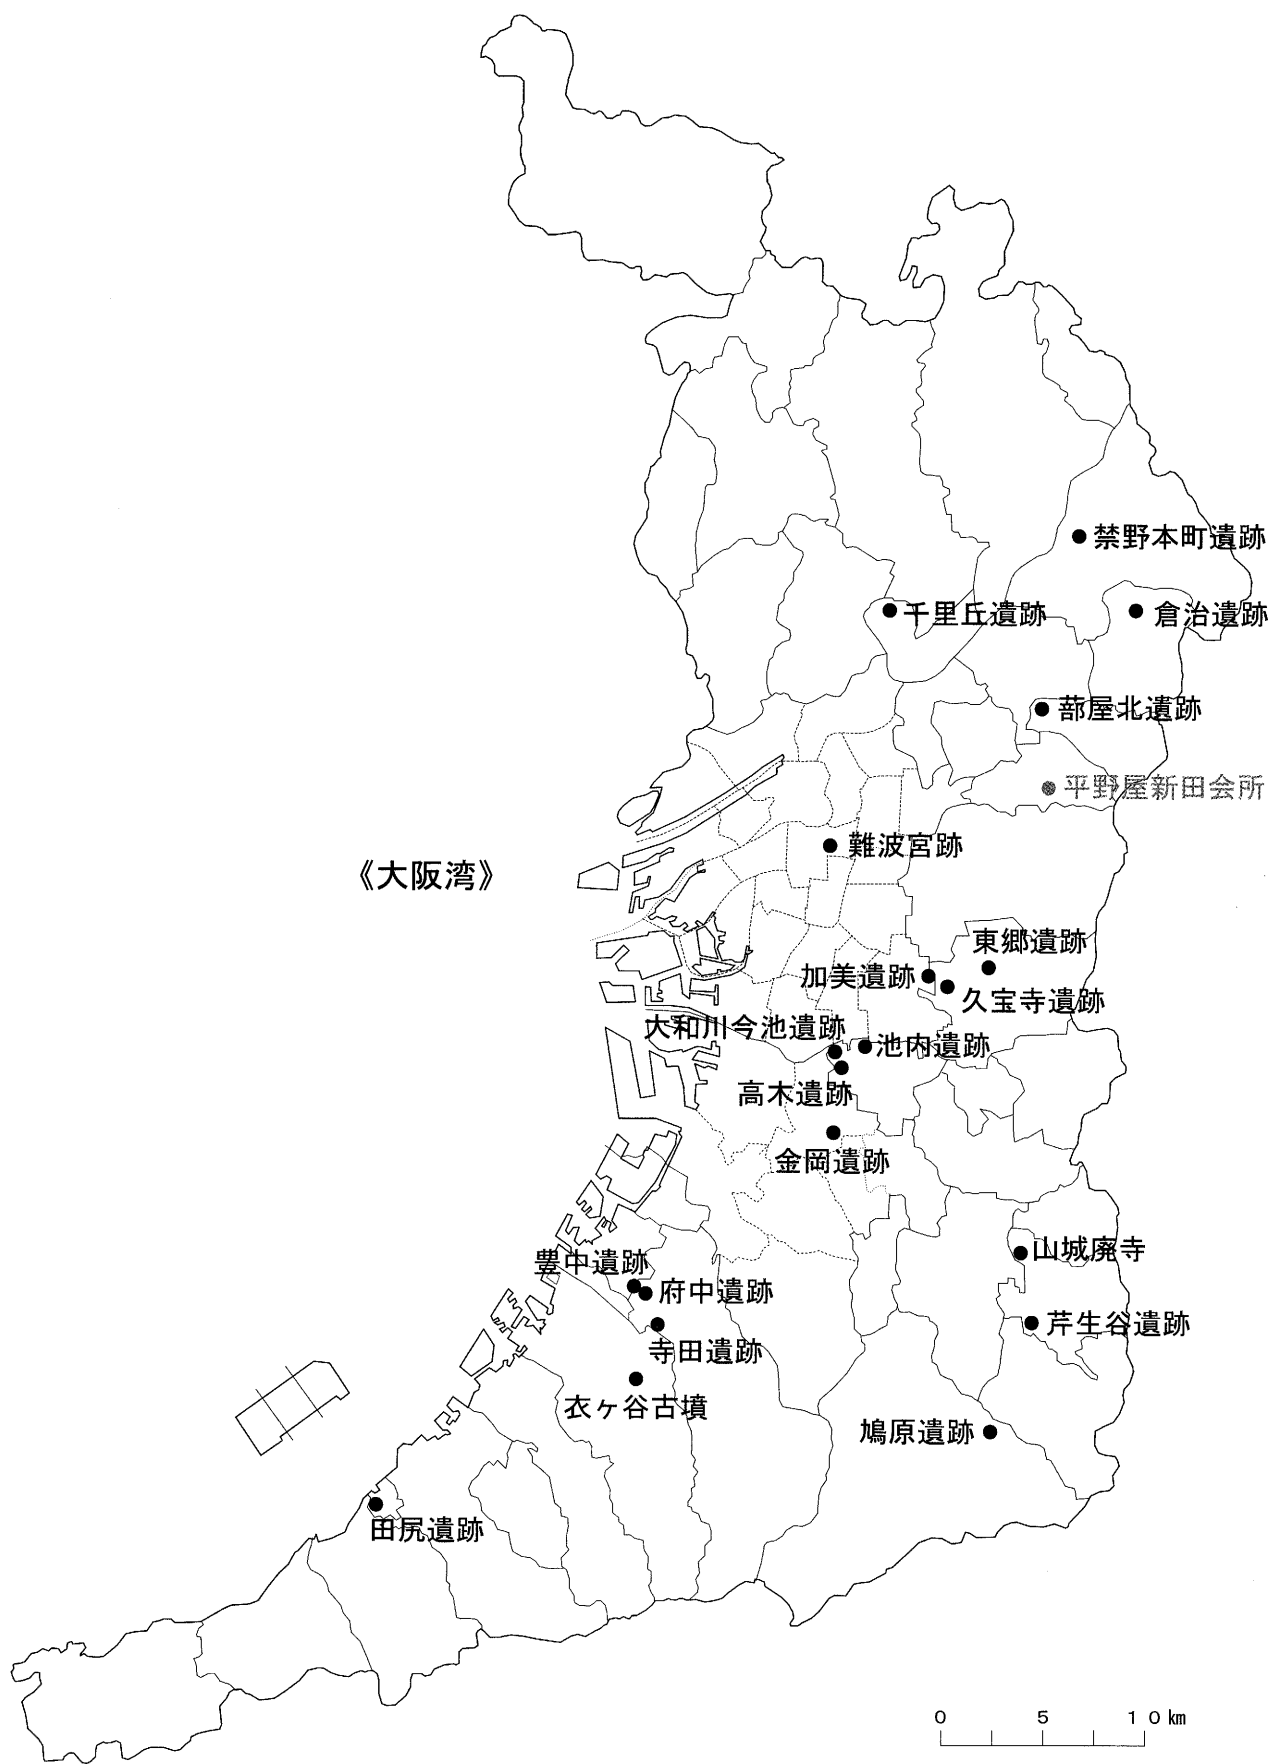 禁野本町遺跡
千里丘遺跡
倉治遺跡
蔀屋北遺跡
平野屋新田会所
難波宮跡
《大阪湾》
東郷遺跡
加美遺跡
久宝寺遺跡
大和川今池遺跡
池内遺跡
高木遺跡
金岡遺跡
山城廃寺
豊中遺跡
府中遺跡
芹生谷遺跡
寺田遺跡
衣ヶ谷古墳
鳩原遺跡
田尻遺跡
0 5 10㎞